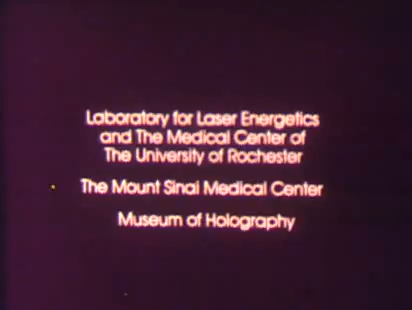 Laboratory for Laser Energetics
and The Medical Center of
The University of Rochester
The Mount Sinai Medical Center
Museum of Holography